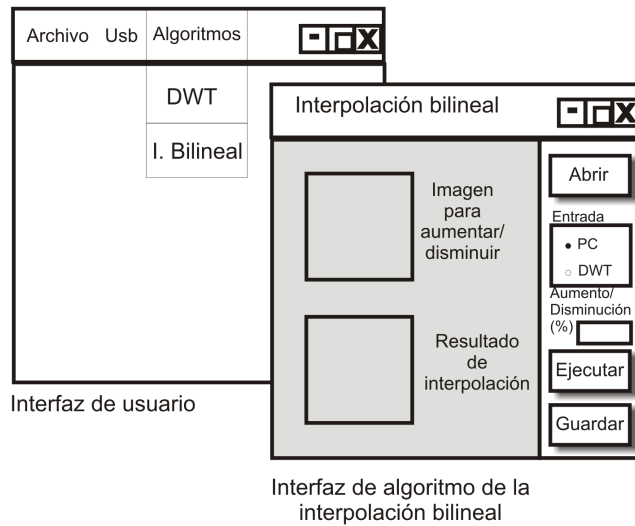 Archivo Usb Algoritmos
DWT
I. Bilineal
Interfaz de usuario
Interpolación bilineal
Imagen
para
aumentar/
disminuir
Resultado
de
interpolación
Abrir
Entrada
PC
DWT
Aumento/
Disminución
(%)
Ejecutar
Guardar
Interfaz de algoritmo de la
interpolación bilineal